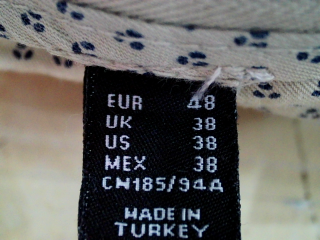 EUR 48
UK 38
US 38
MEX 38
CN185/94A
MADE IN
TURKEY